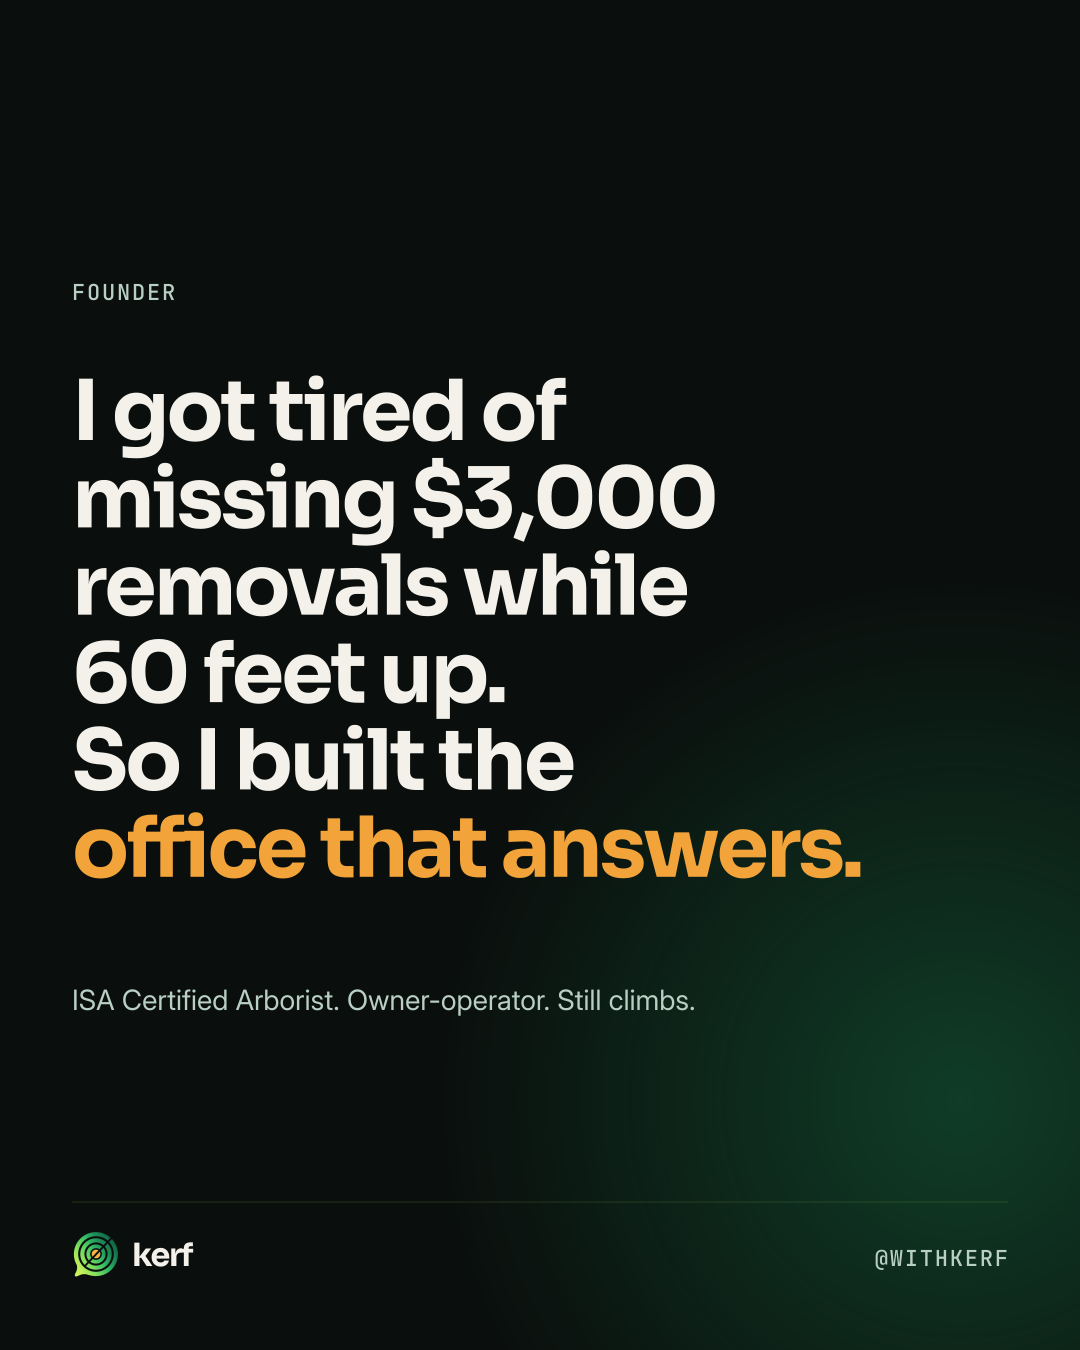 FOUNDER
I got tired of
missing $3,000
removals while
60 feet up.
So I built the
office that answers.
ISA Certified Arborist. Owner-operator. Still climbs.
kerf
@WITHKERF